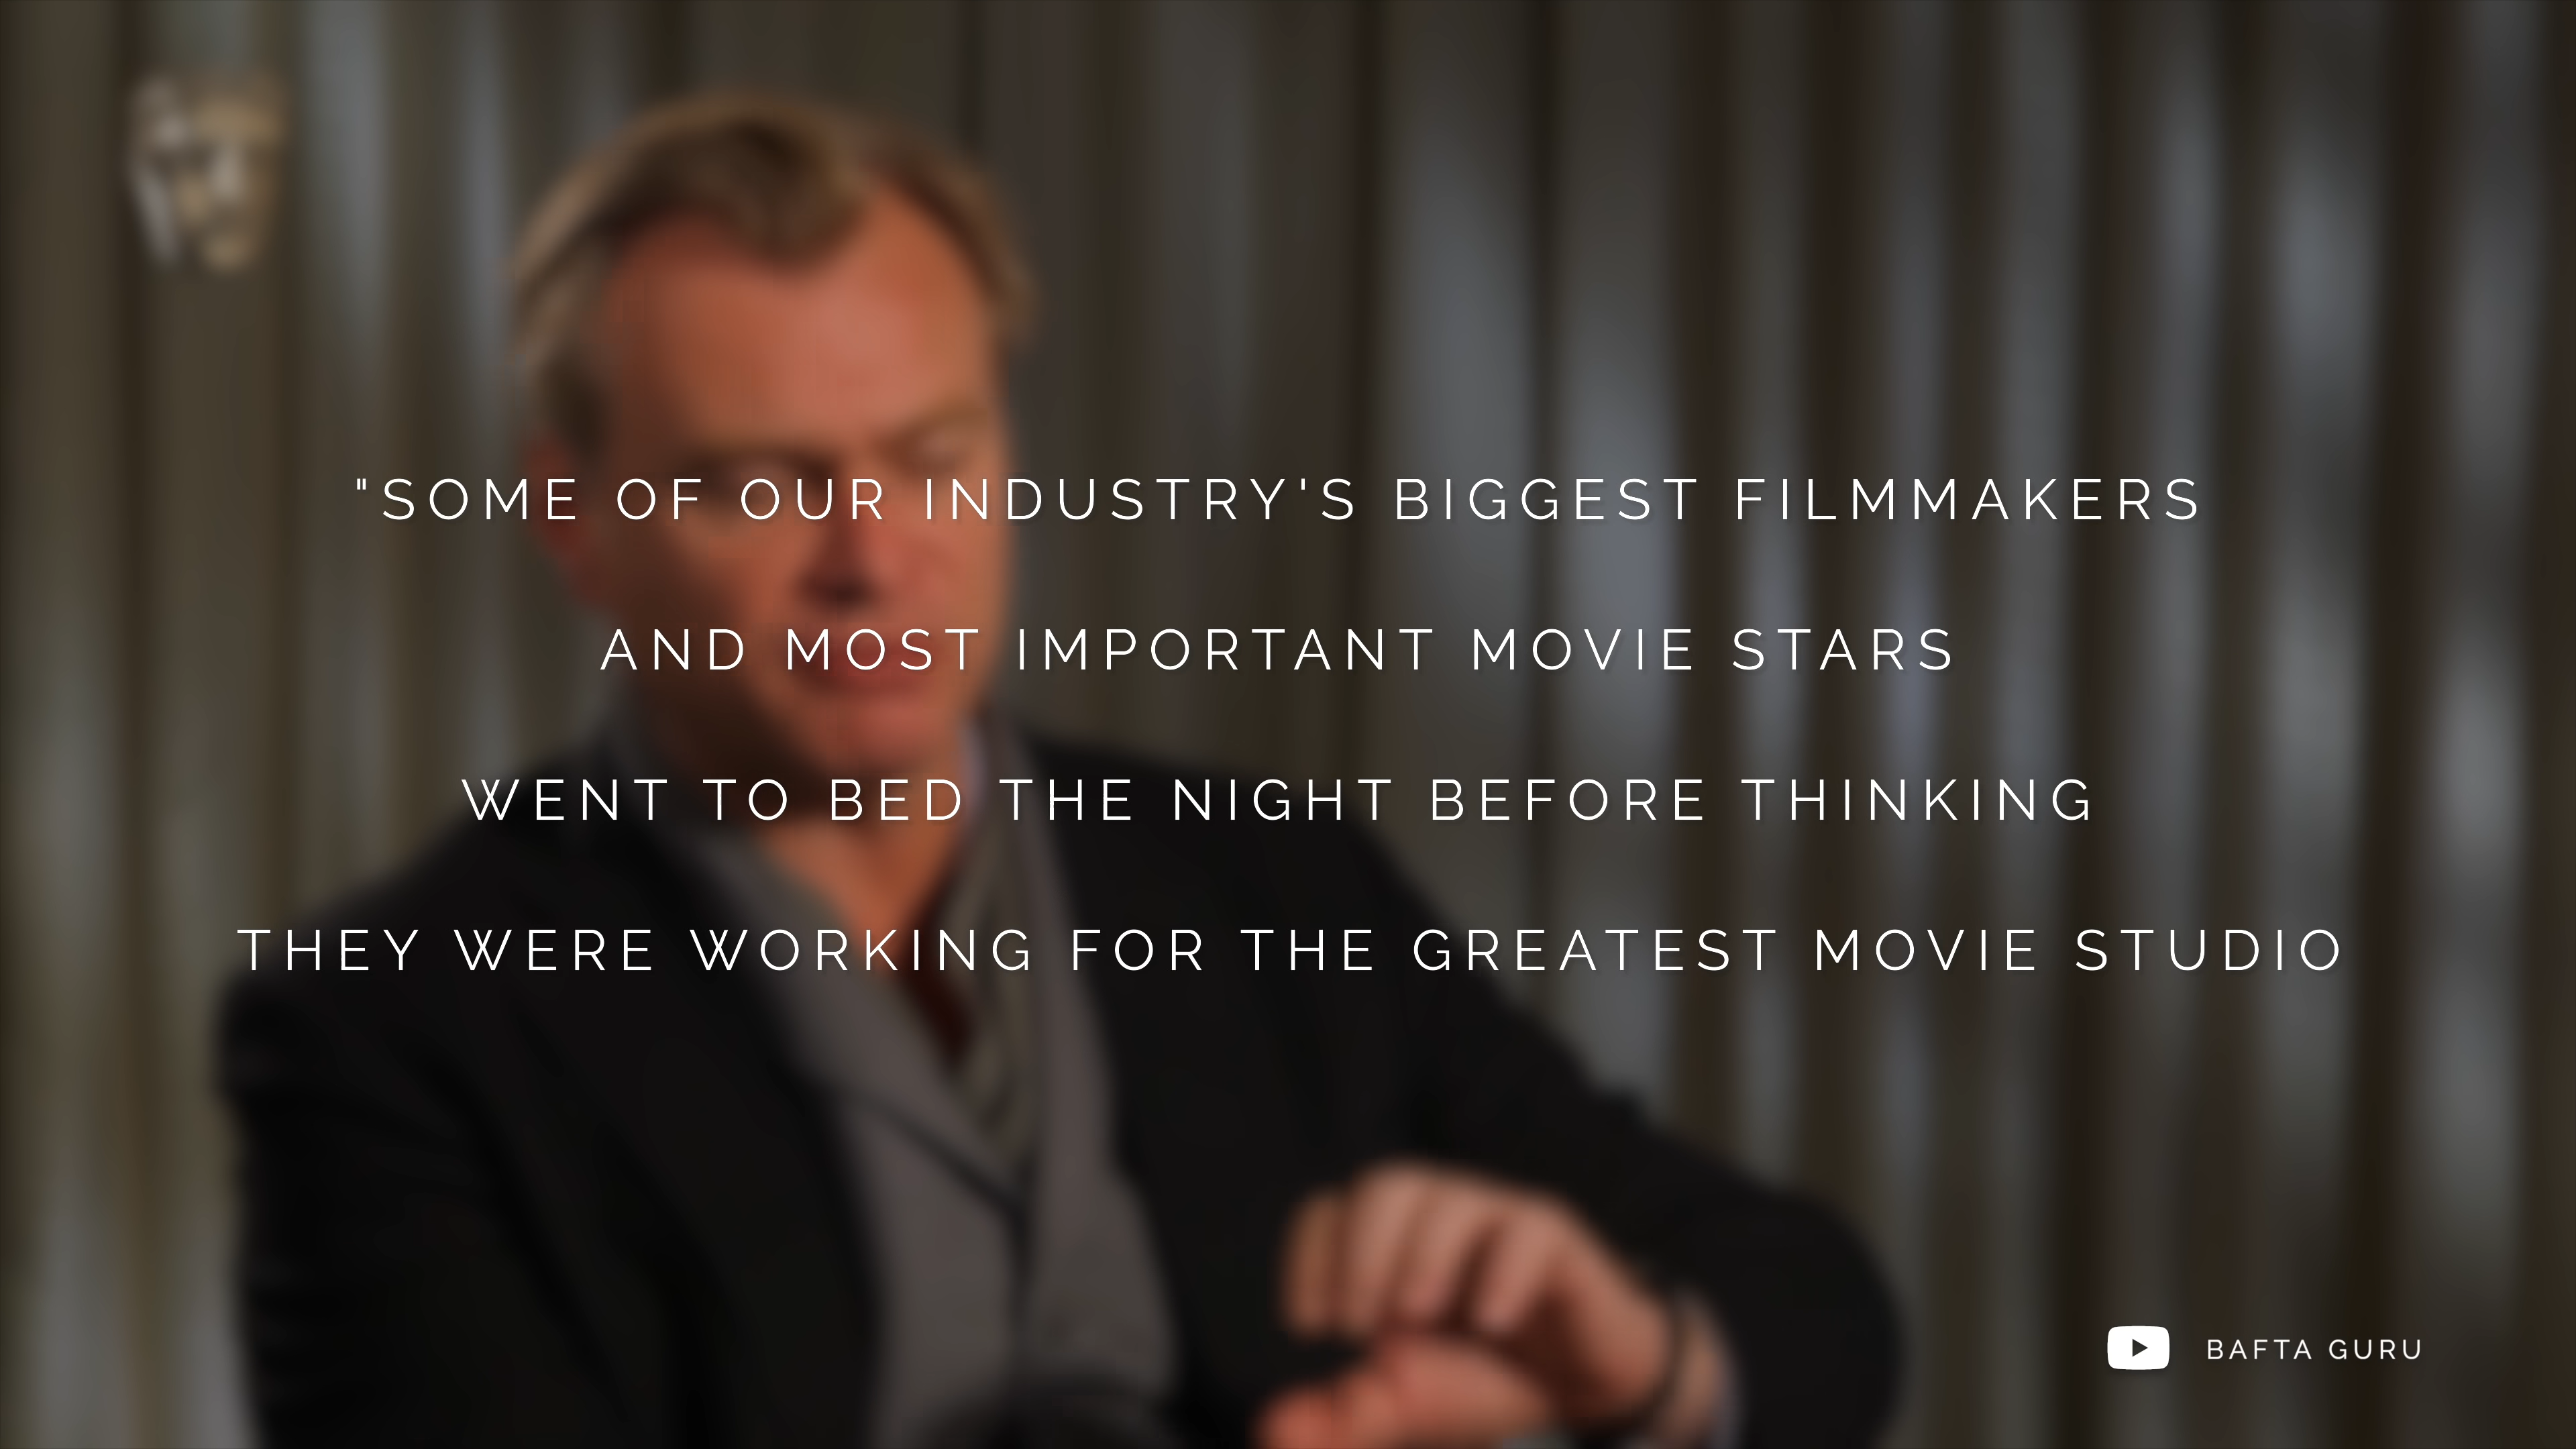 "SOME OF OUR INDUSTRY'S BIGGEST FILMMAKERS
AND MOST IMPORTANT MOVIE STARS
WENT TO BED THE NIGHT BEFORE THINKING
THEY WERE WORKING FOR THE GREATEST MOVIE STUDIO
BAFTA GURU